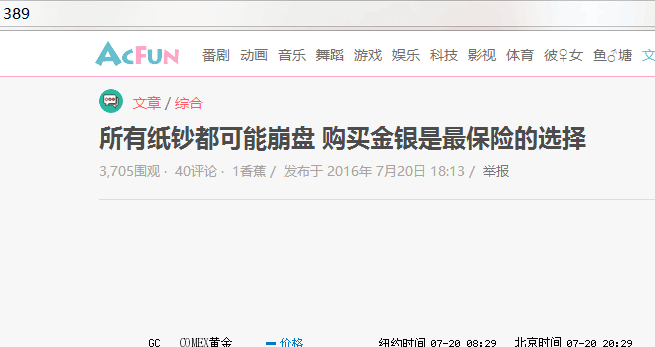 389
AcFun 番剧 动画 音乐 舞蹈 游戏 娱乐 科技 影视 体育 彼♀女 鱼♂塘 文
文章 / 综合
所有纸钞都可能崩盘 购买金银是最保险的选择
3,705围观 · 40评论 · 1香蕉 / 发布于 2016年 7月20日 18:13 / 举报
GC COMEX黄金 价格 纽约时间 07-20 08:29 北京时间 07-20 20:29